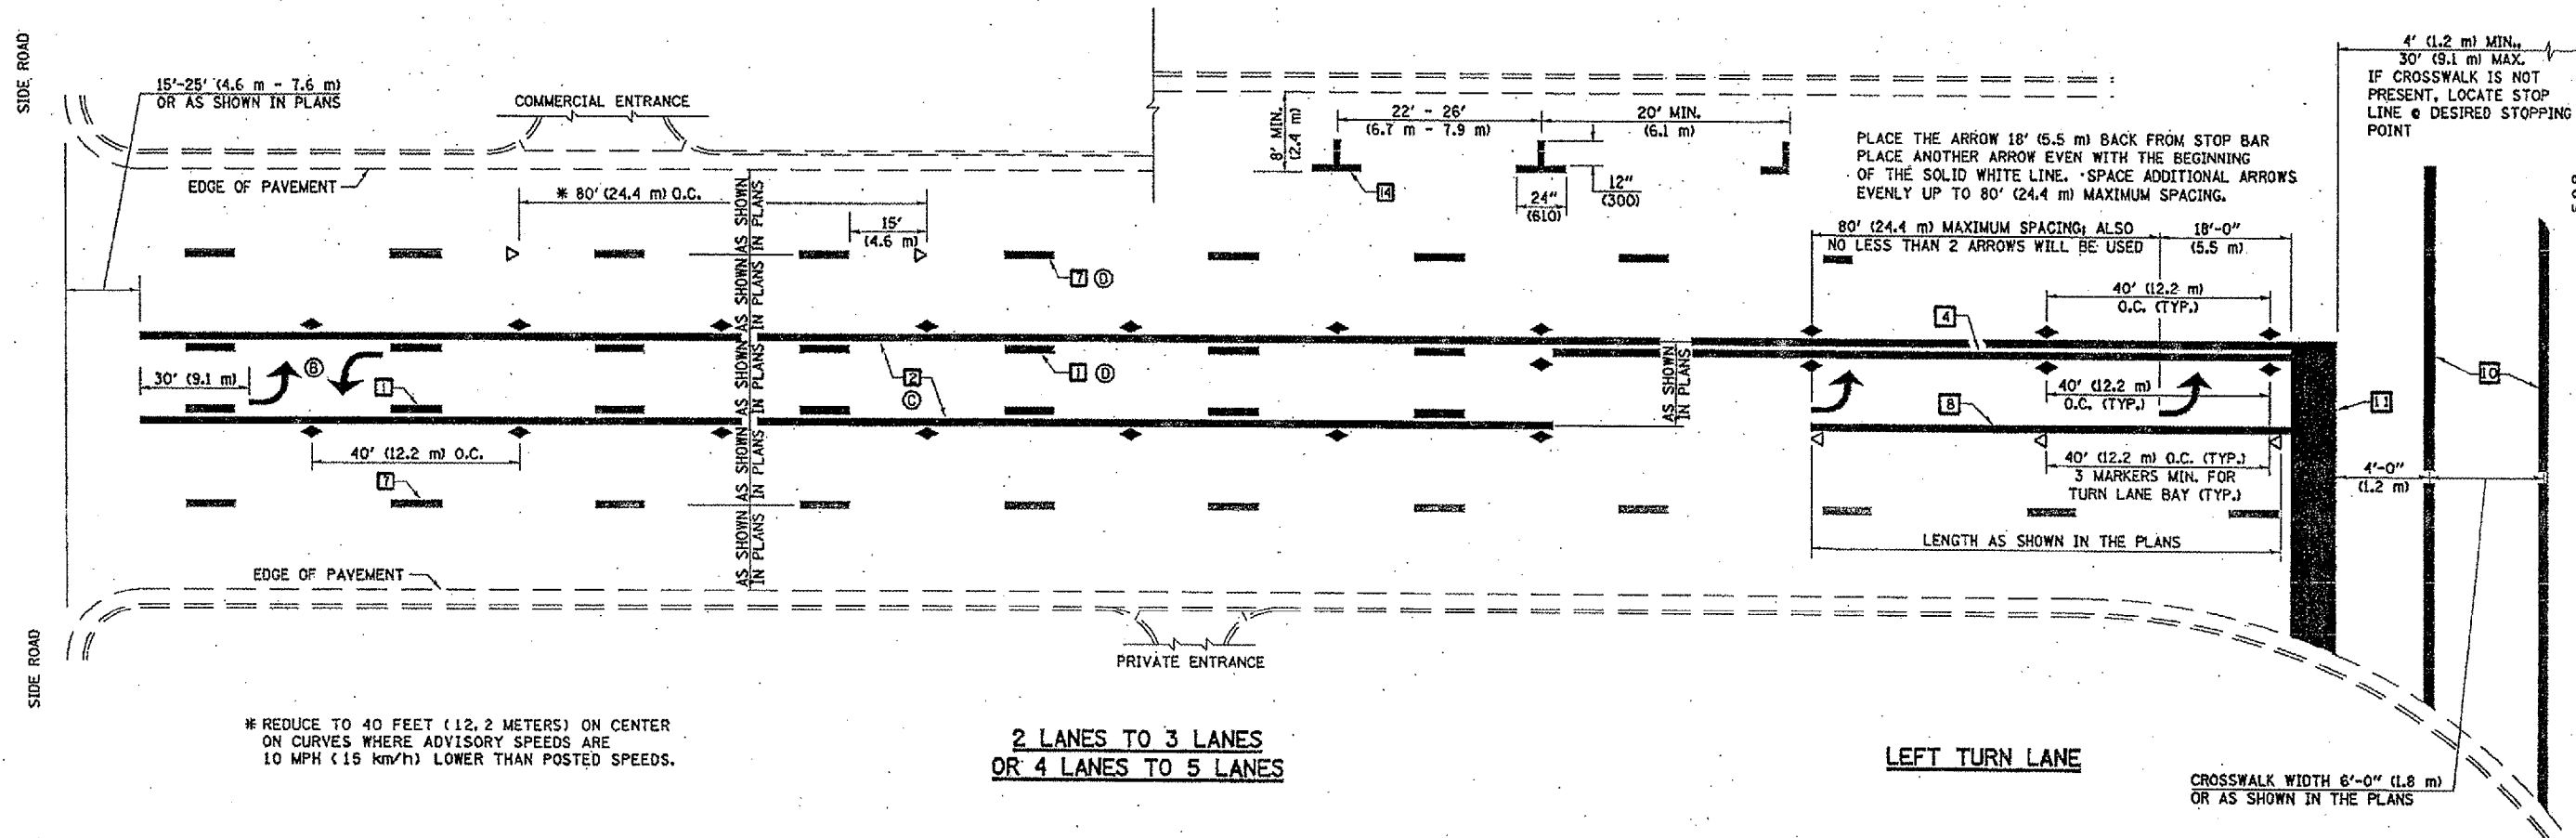 SIDE ROAD
15'-25' (4.6 m - 7.6 m)
OR AS SHOWN IN PLANS
COMMERCIAL ENTRANCE
EDGE OF PAVEMENT
* 80' (24.4 m) O.C.
15'
(4.6 m)
AS SHOWN
IN PLANS
AS SHOWN
IN PLANS
AS SHOWN
IN PLANS
AS SHOWN
IN PLANS
AS SHOWN
IN PLANS
8' MIN.
(2.4 m)
22' - 26'
(6.7 m - 7.9 m)
20' MIN.
(6.1 m)
14
24"
(610)
12"
(300)
PLACE THE ARROW 18' (5.5 m) BACK FROM STOP BAR
PLACE ANOTHER ARROW EVEN WITH THE BEGINNING
OF THE SOLID WHITE LINE. SPACE ADDITIONAL ARROWS
EVENLY UP TO 80' (24.4 m) MAXIMUM SPACING.
4' (1.2 m) MIN.,
30' (9.1 m) MAX.
IF CROSSWALK IS NOT
PRESENT, LOCATE STOP
LINE @ DESIRED STOPPING
POINT
80' (24.4 m) MAXIMUM SPACING; ALSO
NO LESS THAN 2 ARROWS WILL BE USED
18'-0"
(5.5 m)
7 D
40' (12.2 m)
O.C. (TYP.)
4
30' (9.1 m)
B
1
1 D
2
C
AS SHOWN
IN PLANS
40' (12.2 m)
O.C. (TYP.)
8
10
11
40' (12.2 m) O.C.
7
40' (12.2 m) O.C. (TYP.)
3 MARKERS MIN. FOR
TURN LANE BAY (TYP.)
4'-0"
(1.2 m)
LENGTH AS SHOWN IN THE PLANS
EDGE OF PAVEMENT
SIDE ROAD
PRIVATE ENTRANCE
* REDUCE TO 40 FEET (12.2 METERS) ON CENTER
ON CURVES WHERE ADVISORY SPEEDS ARE
10 MPH (15 km/h) LOWER THAN POSTED SPEEDS.
2 LANES TO 3 LANES
OR 4 LANES TO 5 LANES
LEFT TURN LANE
CROSSWALK WIDTH 6'-0" (1.8 m)
OR AS SHOWN IN THE PLANS